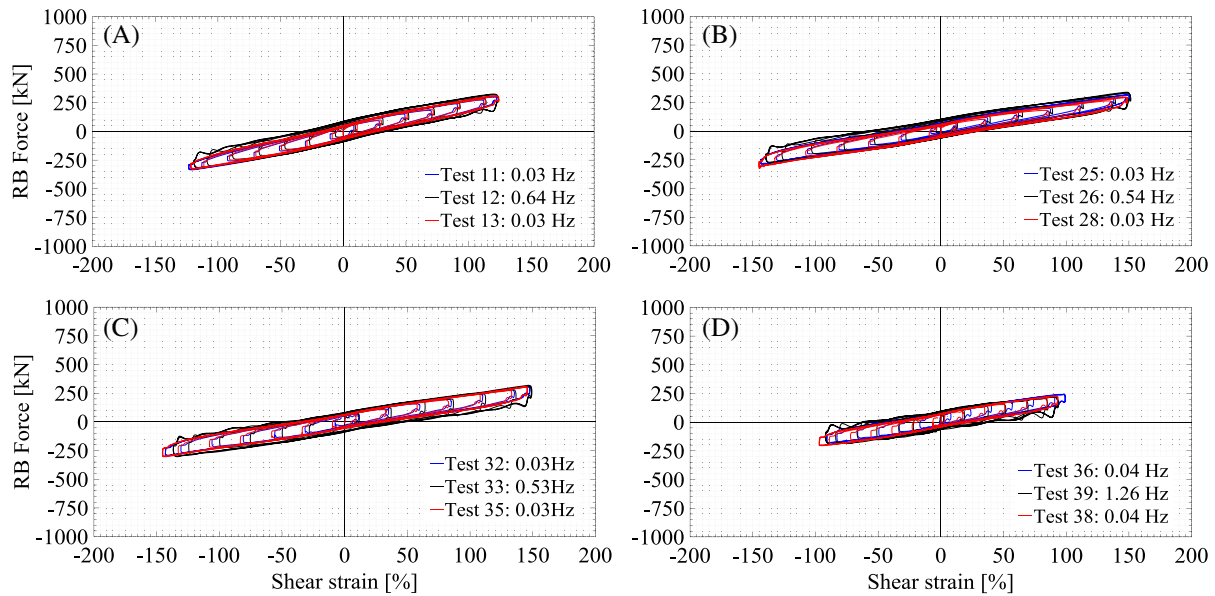 (A)
1000
750
500
250
0
-250
-500
-750
-1000
RB Force [kN]
Test 11: 0.03 Hz
Test 12: 0.64 Hz
Test 13: 0.03 Hz
-200 -150 -100 -50 0 50 100 150 200
(B)
1000
750
500
250
0
-250
-500
-750
-1000
Test 25: 0.03 Hz
Test 26: 0.54 Hz
Test 28: 0.03 Hz
-200 -150 -100 -50 0 50 100 150 200
(C)
1000
750
500
250
0
-250
-500
-750
-1000
RB Force [kN]
Test 32: 0.03Hz
Test 33: 0.53Hz
Test 35: 0.03Hz
-200 -150 -100 -50 0 50 100 150 200
Shear strain [%]
(D)
1000
750
500
250
0
-250
-500
-750
-1000
Test 36: 0.04 Hz
Test 39: 1.26 Hz
Test 38: 0.04 Hz
-200 -150 -100 -50 0 50 100 150 200
Shear strain [%]